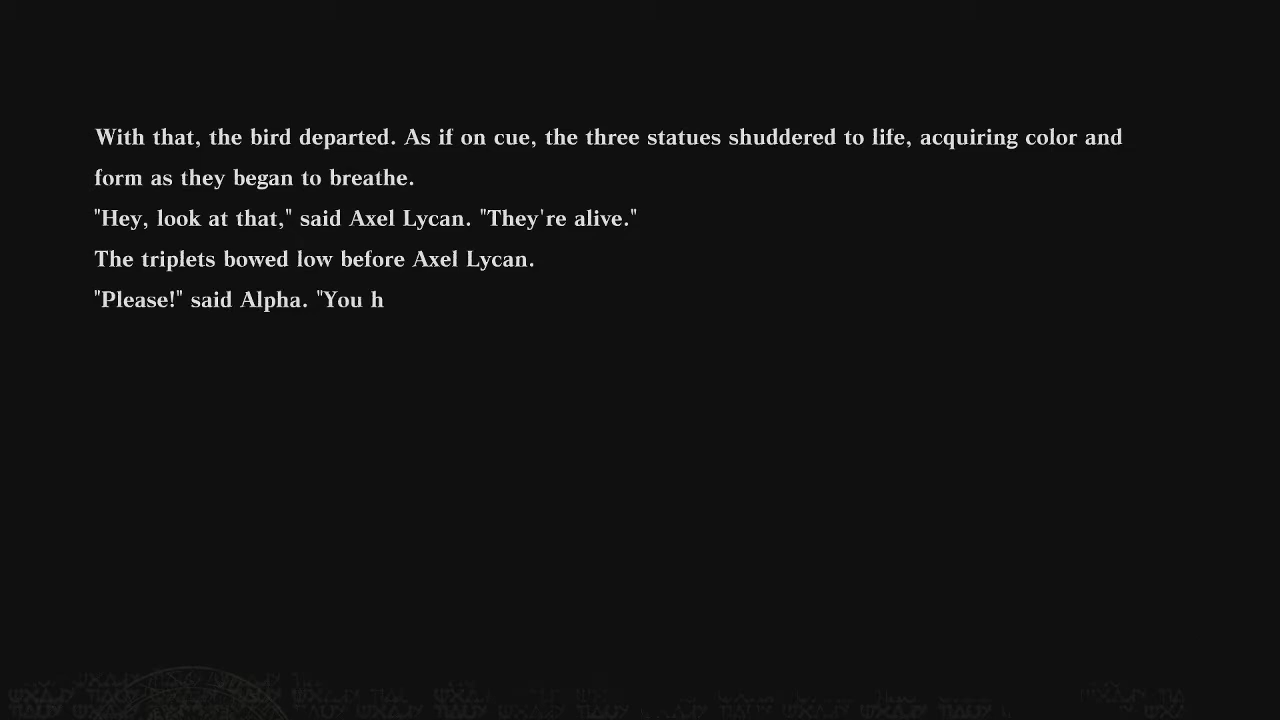 With that, the bird departed. As if on cue, the three statues shuddered to life, acquiring color and
form as they began to breathe.
"Hey, look at that," said Axel Lycan. "They're alive."
The triplets bowed low before Axel Lycan.
"Please!" said Alpha. "You h